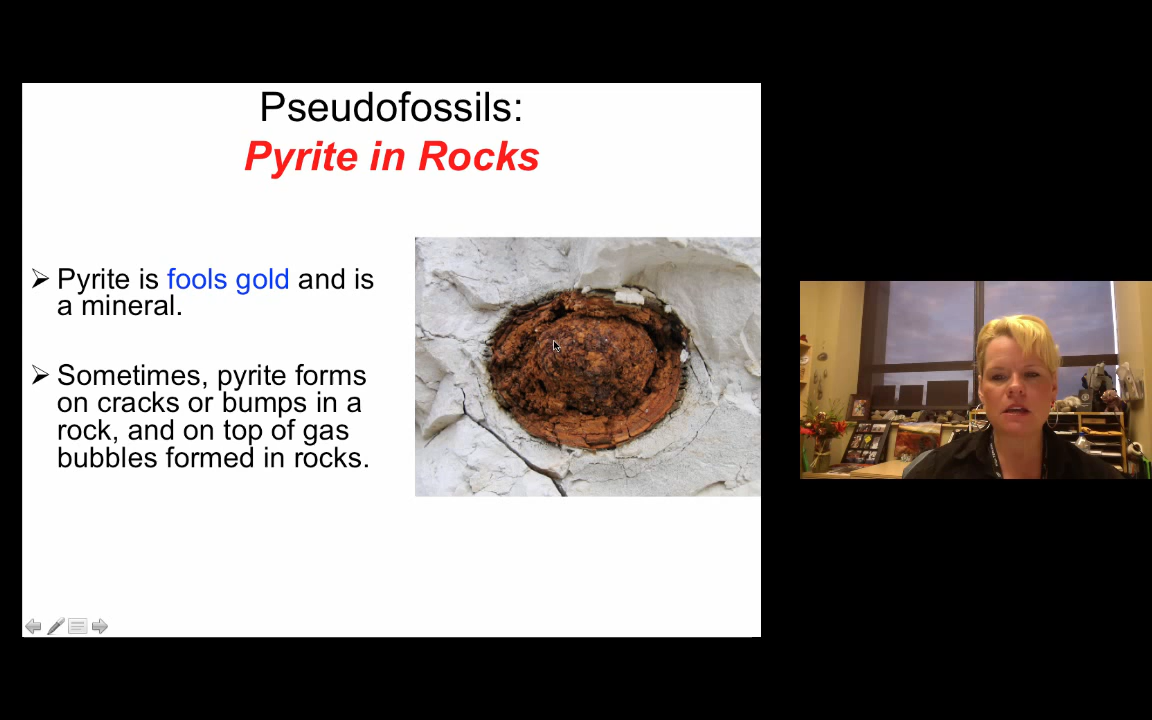 Pseudofossils:
Pyrite in Rocks
Pyrite is fools gold and is
a mineral.
Sometimes, pyrite forms
on cracks or bumps in a
rock, and on top of gas
bubbles formed in rocks.